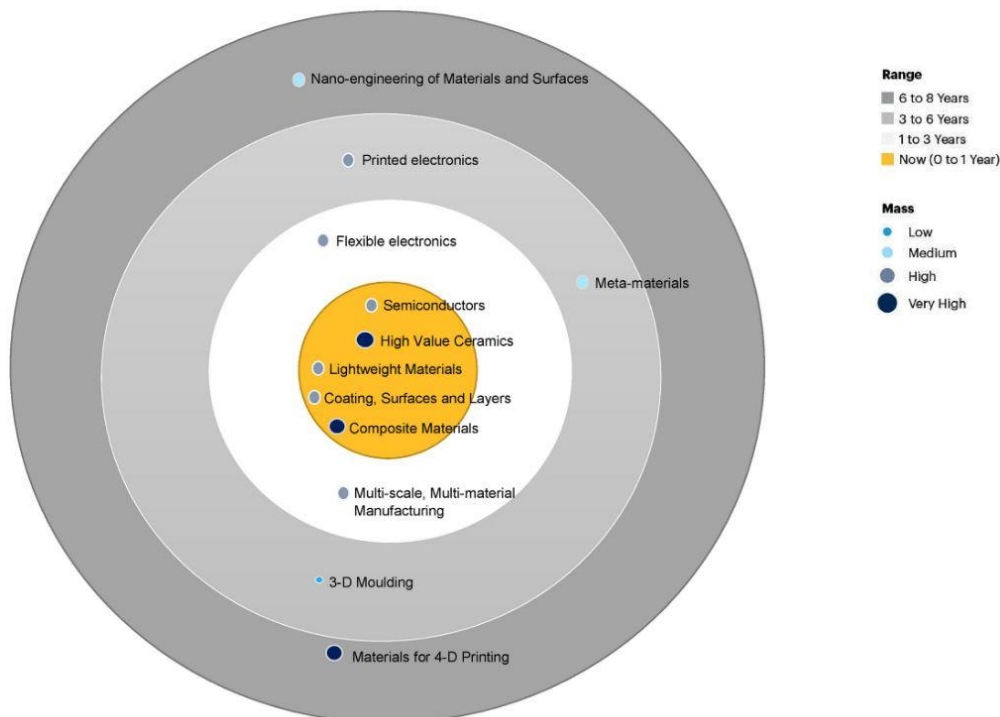 Nano-engineering of Materials and Surfaces
Printed electronics
Flexible electronics
Meta-materials
Semiconductors
High Value Ceramics
Lightweight Materials
Coating, Surfaces and Layers
Composite Materials
Multi-scale, Multi-material
Manufacturing
3-D Moulding
Materials for 4-D Printing
Range
6 to 8 Years
3 to 6 Years
1 to 3 Years
Now (0 to 1 Year)
Mass
Low
Medium
High
Very High